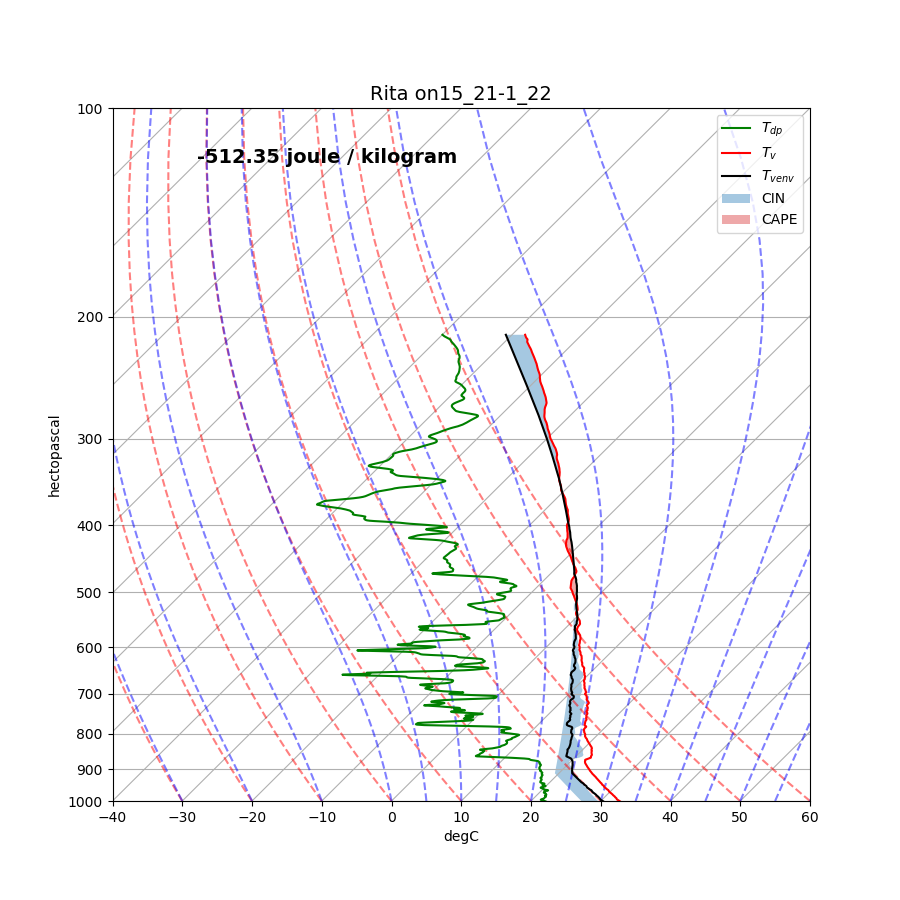 Rita on15_21-1_22
-512.35 joule / kilogram
T_dp
T_v
T_venv
CIN
CAPE
hectopascal
100
200
300
400
500
600
700
800
900
1000
−40 −30 −20 −10 0 10 20 30 40 50 60
degC